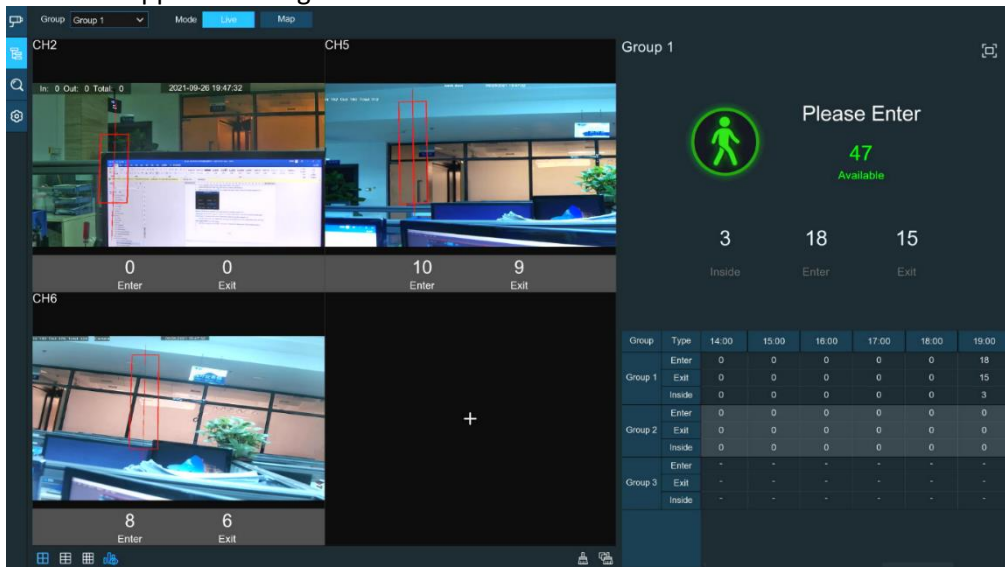 Group Group 1 Mode Live Map
CH2
In: 0 Out: 0 Total: 0 2021-09-26 19:47:32
0 0
Enter Exit
CH5
10 9
Enter Exit
CH6
8 6
Enter Exit
+
Group 1
Please Enter
47
Available
3 18 15
Inside Enter Exit
Group Type 14:00 15:00 16:00 17:00 18:00 19:00
Enter 0 0 0 0 0 18
Group 1 Exit 0 0 0 0 0 15
Inside 0 0 0 0 0 3
Enter 0 0 0 0 0 0
Group 2 Exit 0 0 0 0 0 0
Inside 0 0 0 0 0 0
Enter - - - - - -
Group 3 Exit - - - - - -
Inside - - - - - -